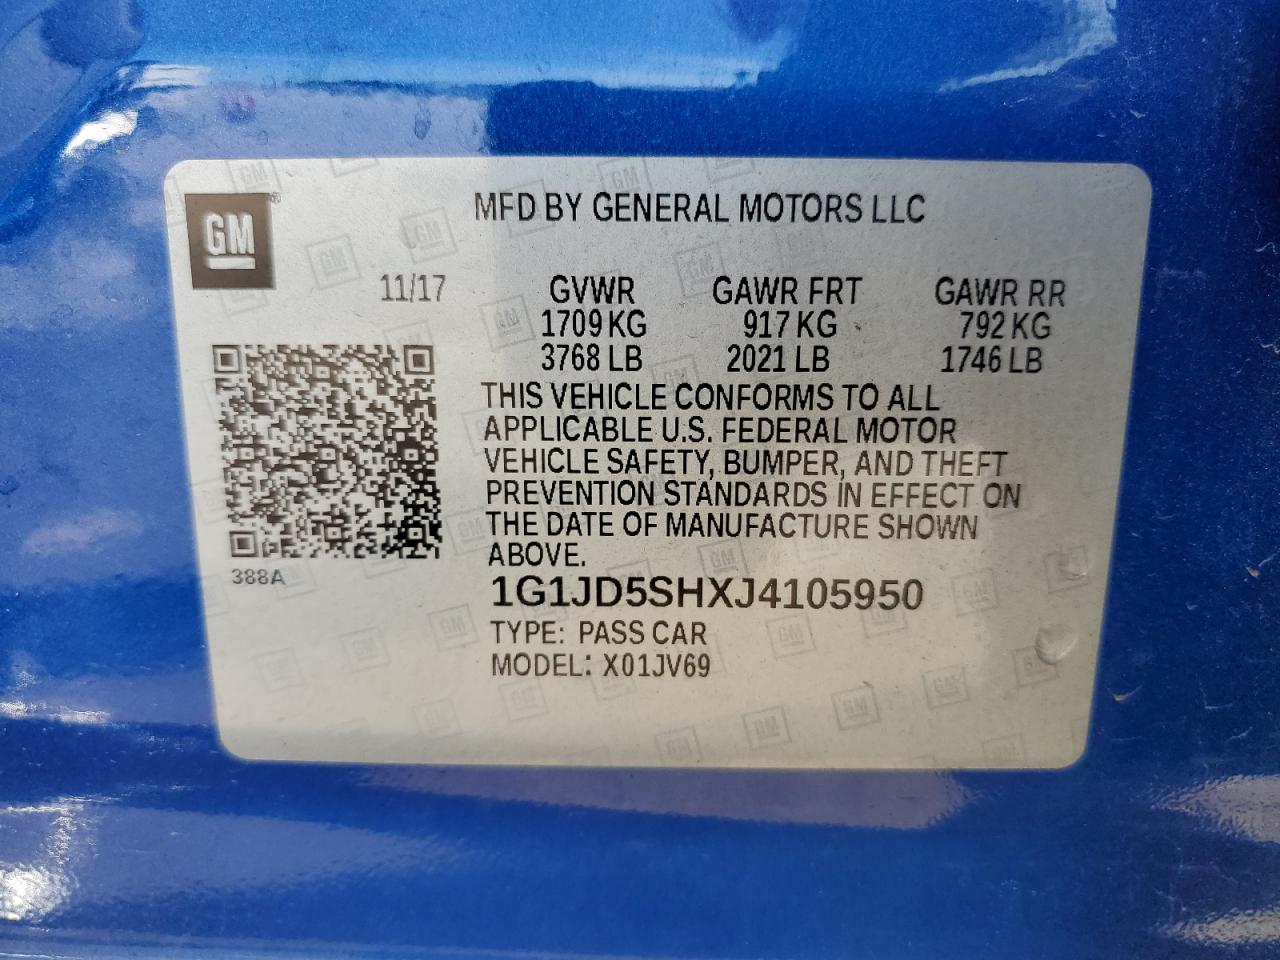 GM
MFD BY GENERAL MOTORS LLC
11/17
GVWR GAWR FRT GAWR RR
1709 KG 917 KG 792 KG
3768 LB 2021 LB 1746 LB
THIS VEHICLE CONFORMS TO ALL
APPLICABLE U.S. FEDERAL MOTOR
VEHICLE SAFETY, BUMPER, AND THEFT
PREVENTION STANDARDS IN EFFECT ON
THE DATE OF MANUFACTURE SHOWN
ABOVE.
388A
1G1JD5SHXJ4105950
TYPE: PASS CAR
MODEL: X01JV69